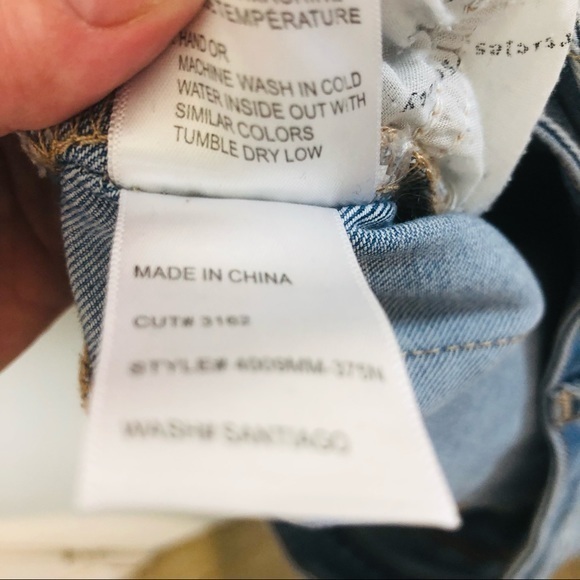 TEMPÉRATURE
HAND OR
MACHINE WASH IN COLD
WATER INSIDE OUT WITH
SIMILAR COLORS
TUMBLE DRY LOW
MADE IN CHINA
CUT# 3162
STYLE# 4009MM-375N
WASH# SANTIAGO